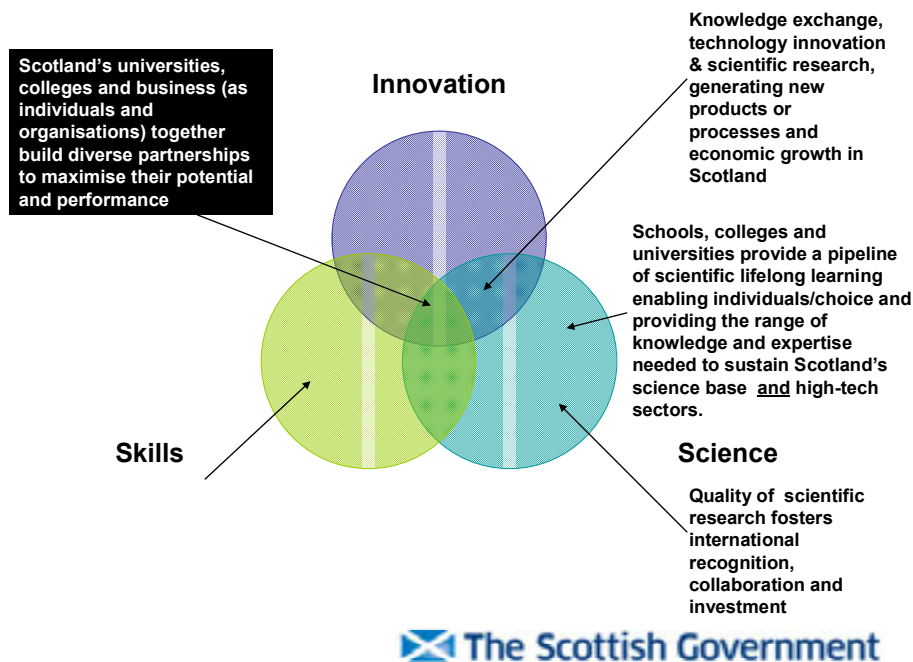 Scotland's universities,
colleges and business (as
individuals and
organisations) together
build diverse partnerships
to maximise their potential
and performance
Innovation
Knowledge exchange,
technology innovation
& scientific research,
generating new
products or
processes and
economic growth in
Scotland
Schools, colleges and
universities provide a pipeline
of scientific lifelong learning
enabling individuals/choice and
providing the range of
knowledge and expertise
needed to sustain Scotland's
science base and high-tech
sectors.
Skills
Science
Quality of scientific
research fosters
international
recognition,
collaboration and
investment
The Scottish Government